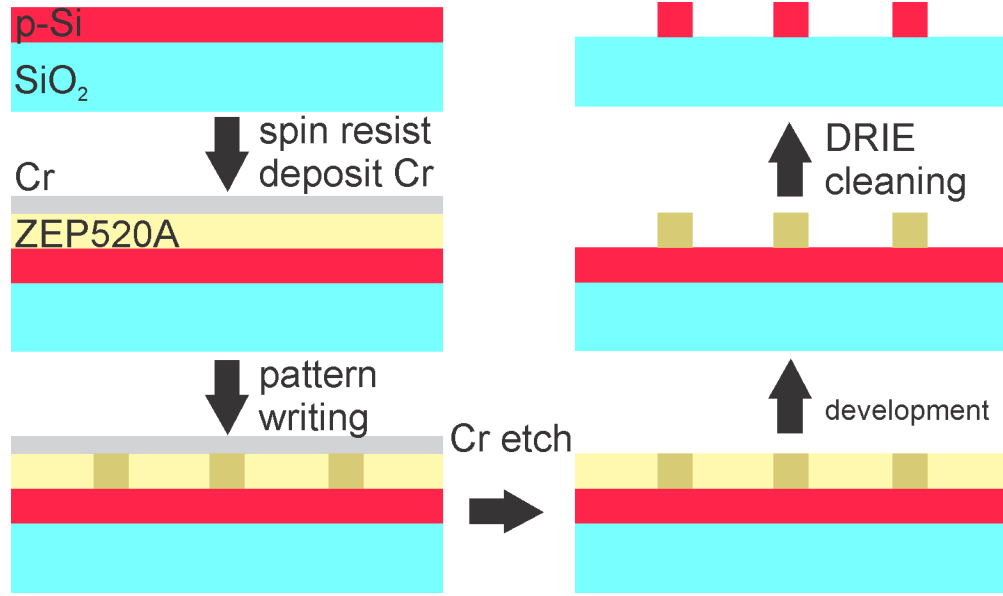 p-Si
SiO₂
spin resist
deposit Cr
Cr
ZEP520A
pattern
writing
Cr etch
development
DRIE
cleaning